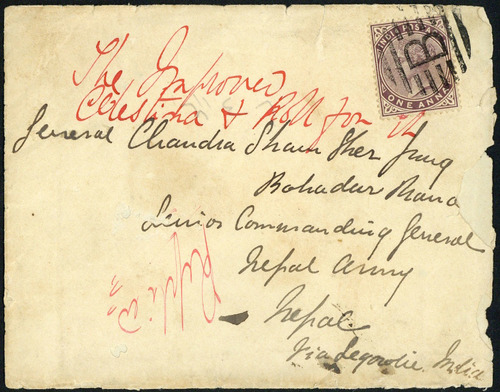 INDIA POSTAGE
B
ONE ANNA
The Improved
Celestina & Roll for it
General Chandra Sham Sher Jung
Bahadur Rana
Senior Commanding General
Nepal Army
Nepal
Via Segowlie India